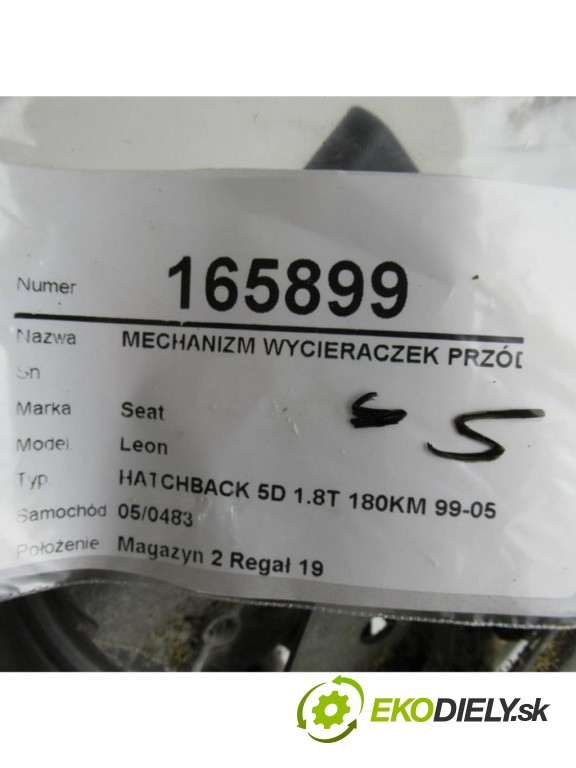 Numer 165899
Nazwa MECHANIZM WYCIERACZEK PRZÓD
Sn
Marka Seat
Model Leon
Typ HATCHBACK 5D 1.8T 180KM 99-05
Samochód 05/0483
Położenie Magazyn 2 Regał 19
EKODIELY.sk